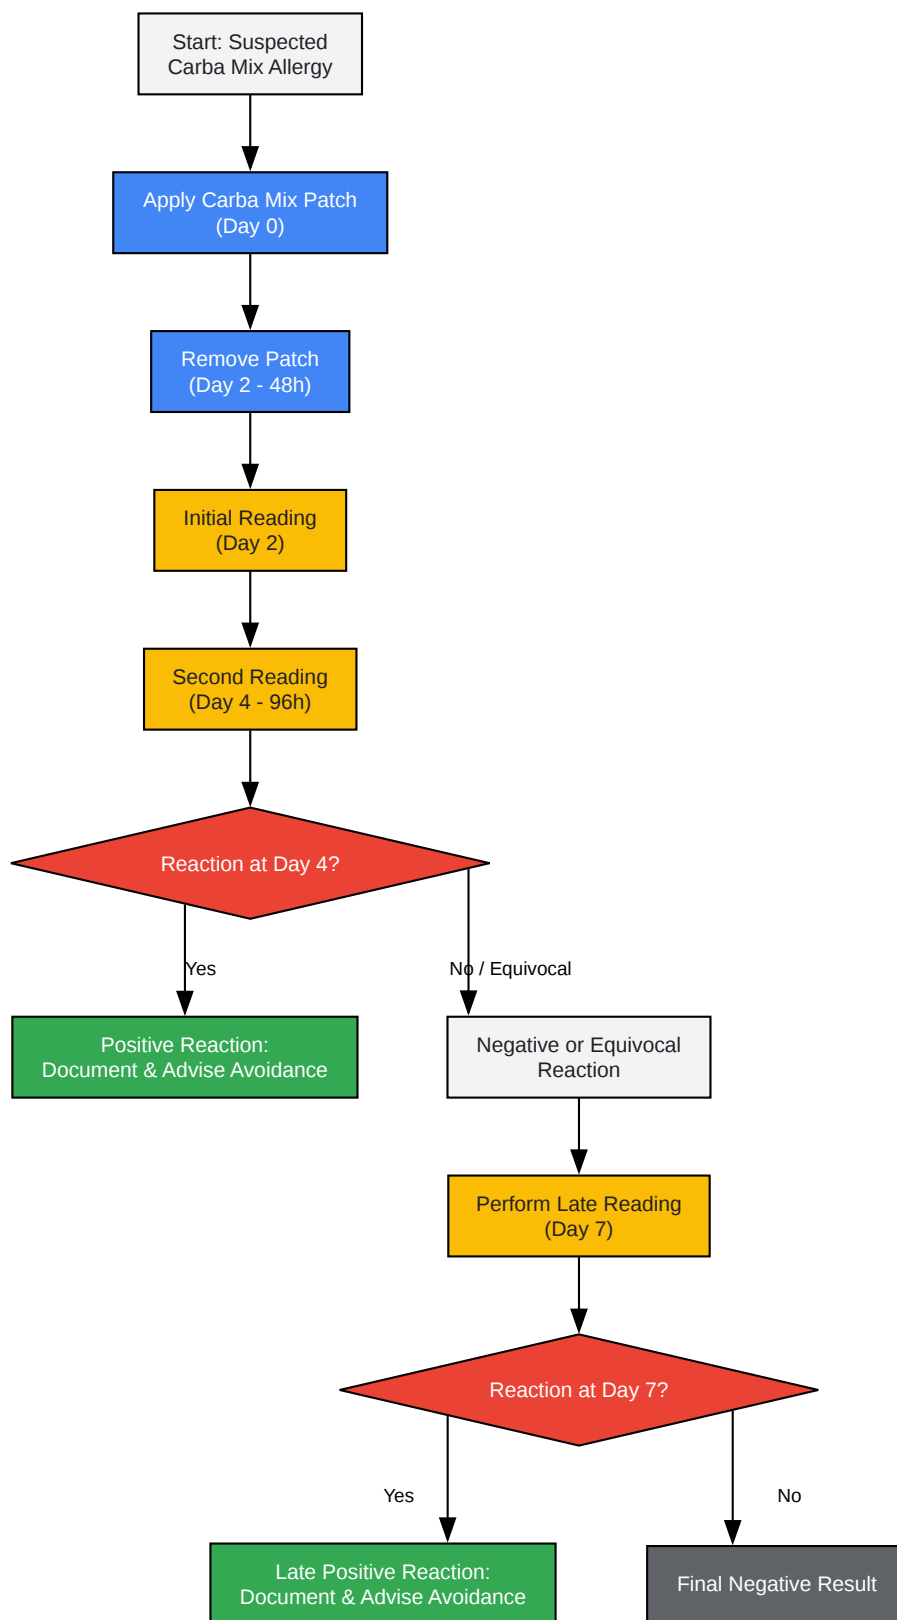 Start: Suspected
Carba Mix Allergy
Apply Carba Mix Patch
(Day 0)
Remove Patch
(Day 2 - 48h)
Initial Reading
(Day 2)
Second Reading
(Day 4 - 96h)
Reaction at Day 4?
Yes
No / Equivocal
Positive Reaction:
Document & Advise Avoidance
Negative or Equivocal
Reaction
Perform Late Reading
(Day 7)
Reaction at Day 7?
Yes
No
Late Positive Reaction:
Document & Advise Avoidance
Final Negative Result